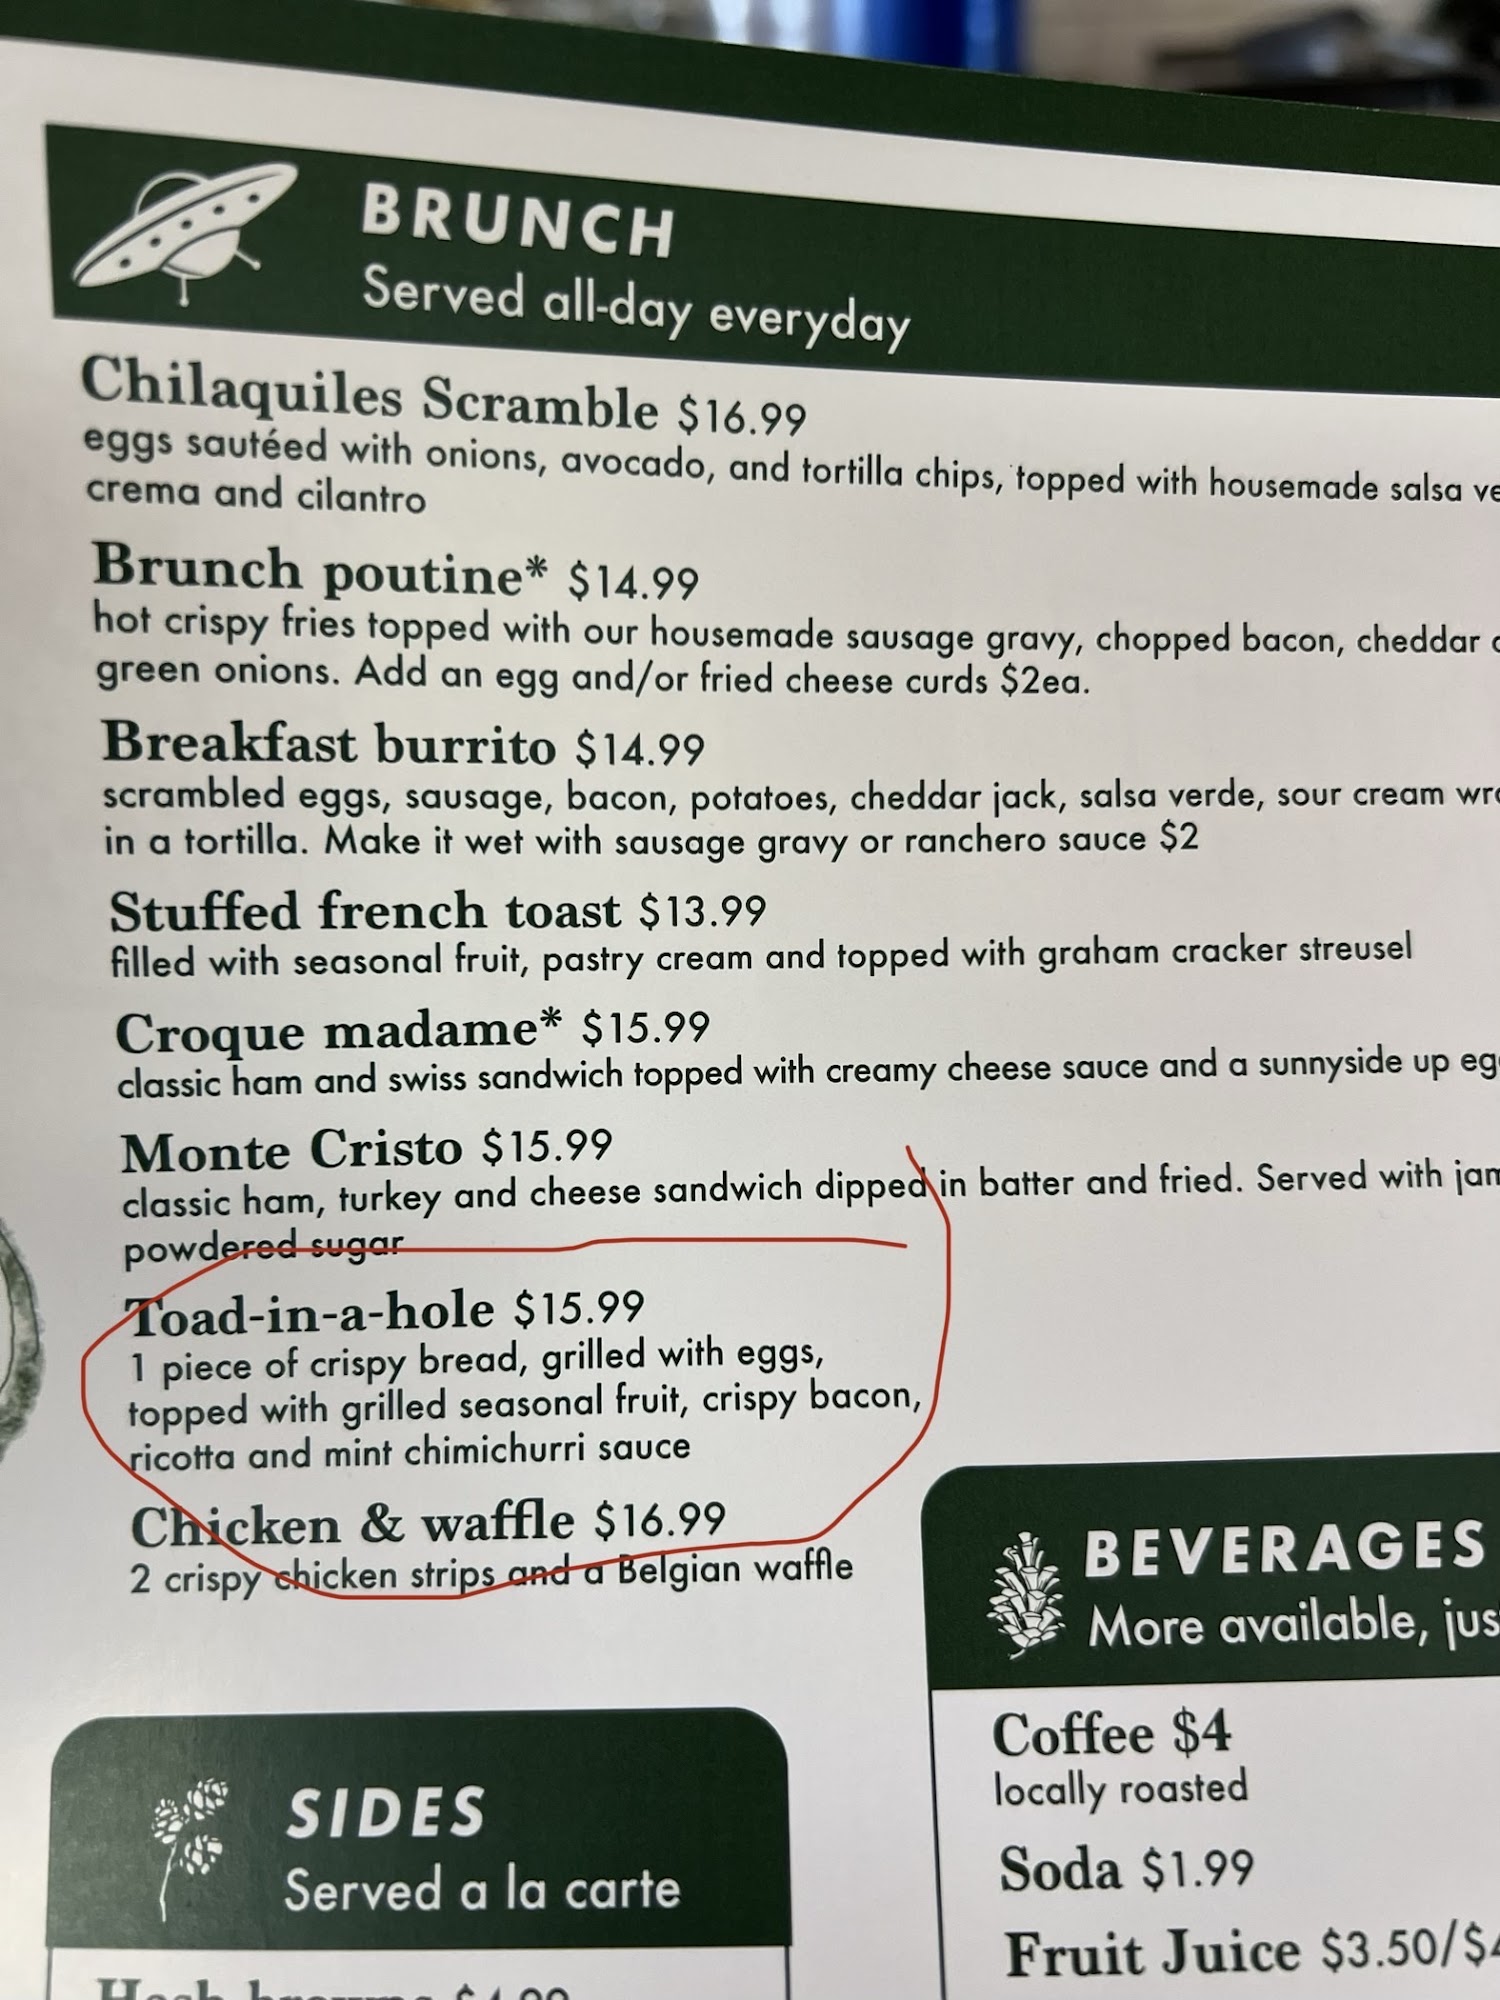 BRUNCH
Served all-day everyday
Chilaquiles Scramble $16.99
eggs sautéed with onions, avocado, and tortilla chips, topped with housemade salsa
crema and cilantro
Brunch poutine* $14.99
hot crispy fries topped with our housemade sausage gravy, chopped bacon, cheddar
green onions. Add an egg and/or fried cheese curds $2ea.
Breakfast burrito $14.99
scrambled eggs, sausage, bacon, potatoes, cheddar jack, salsa verde, sour cream
in a tortilla. Make it wet with sausage gravy or ranchero sauce $2
Stuffed french toast $13.99
filled with seasonal fruit, pastry cream and topped with graham cracker streusel
Croque madame* $15.99
classic ham and swiss sandwich topped with creamy cheese sauce and a sunnyside up
Monte Cristo $15.99
classic ham, turkey and cheese sandwich dipped in batter and fried. Served with
powdered sugar
Toad-in-a-hole $15.99
1 piece of crispy bread, grilled with eggs,
topped with grilled seasonal fruit, crispy bacon,
ricotta and mint chimichurri sauce
Chicken & waffle $16.99
2 crispy chicken strips and a Belgian waffle
BEVERAGES
More available,
Coffee $4
locally roasted
Soda $1.99
Fruit Juice $3.50/
SIDES
Served a la carte